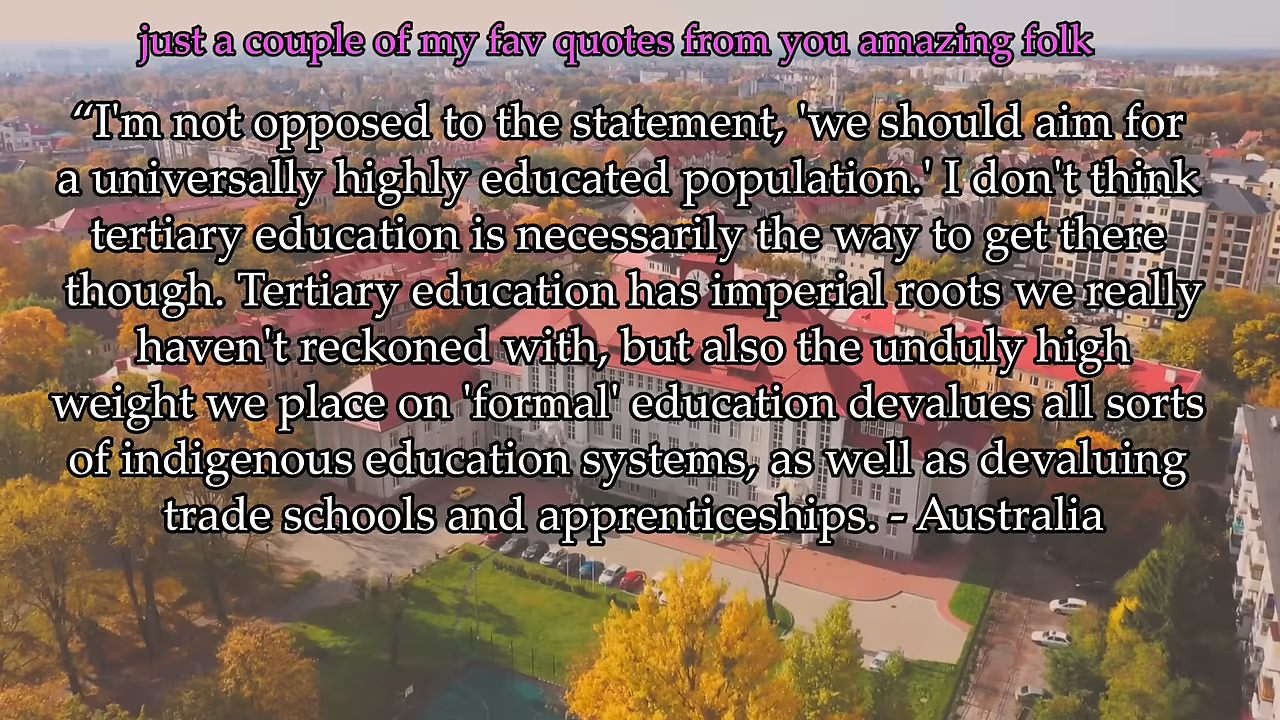 just a couple of my fav quotes from you amazing folk
“I'm not opposed to the statement, 'we should aim for
a universally highly educated population.' I don't think
tertiary education is necessarily the way to get there
though. Tertiary education has imperial roots we really
haven't reckoned with, but also the unduly high
weight we place on 'formal' education devalues all sorts
of indigenous education systems, as well as devaluing
trade schools and apprenticeships. - Australia